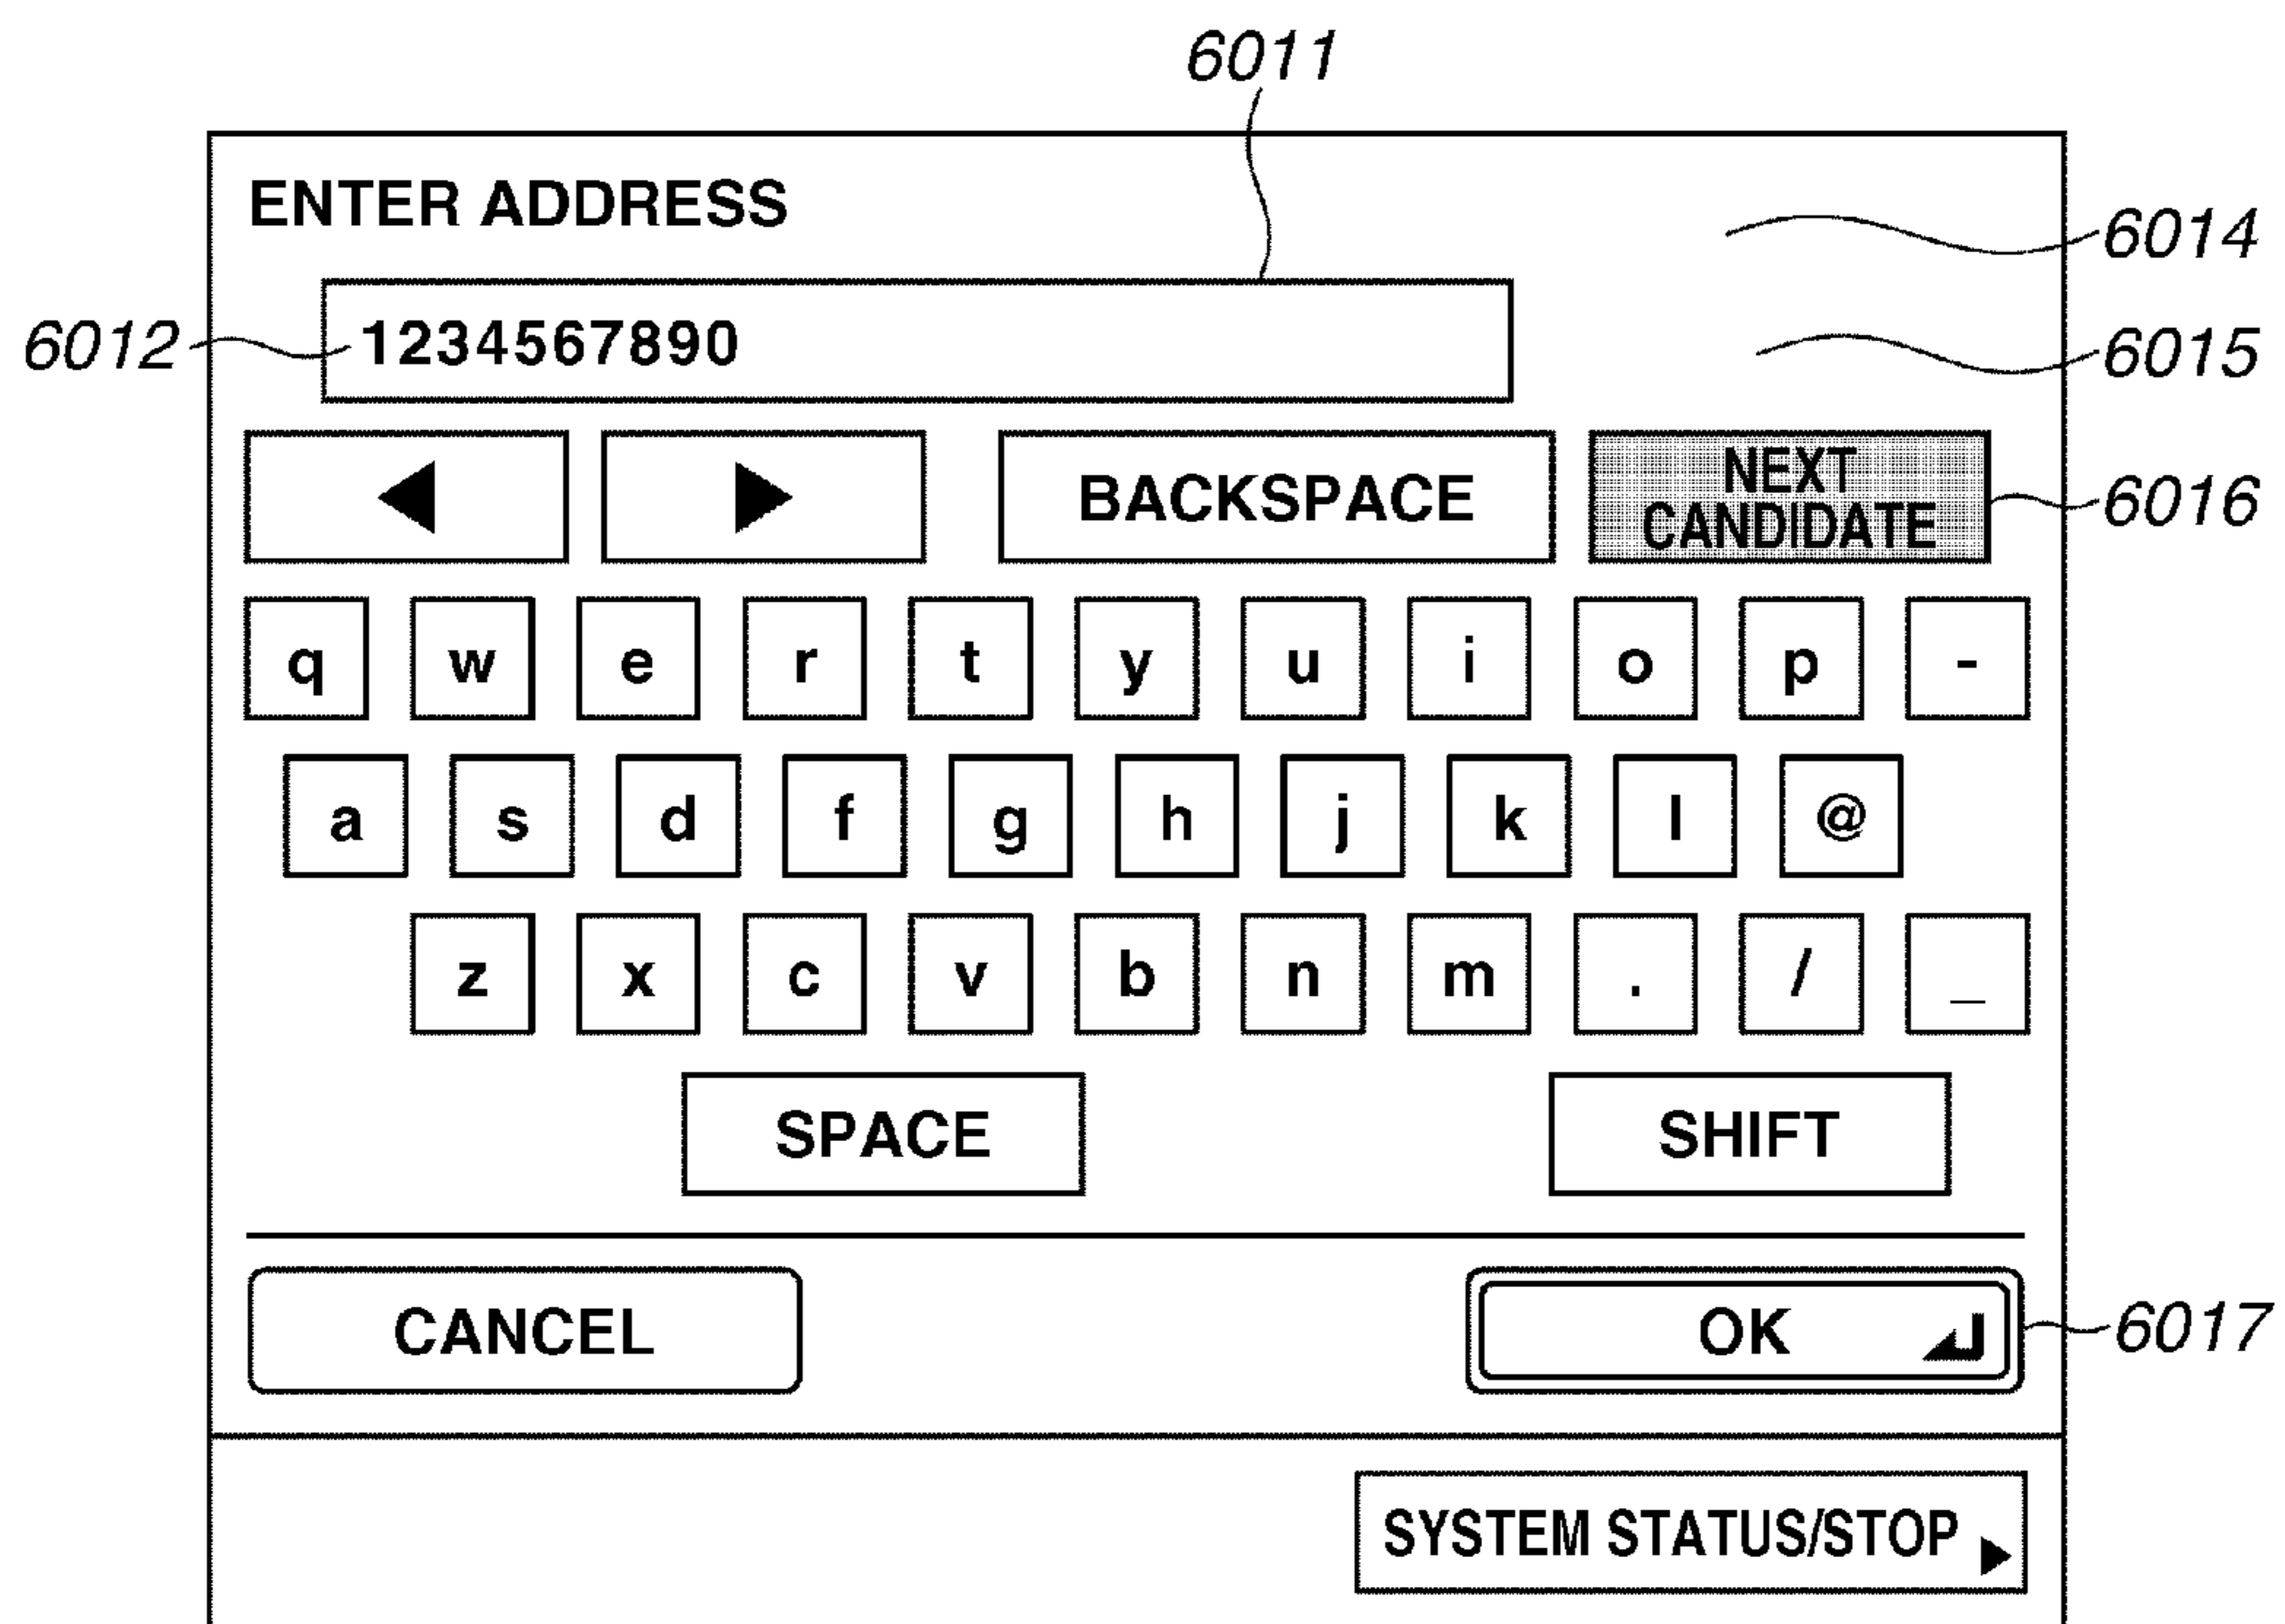 6011
ENTER ADDRESS
6014
6012
1234567890
6015
BACKSPACE
NEXT
CANDIDATE
6016
q w e r t y u i o p -
a s d f g h j k l @
z x c v b n m . / _
SPACE SHIFT
CANCEL OK
6017
SYSTEM STATUS/STOP